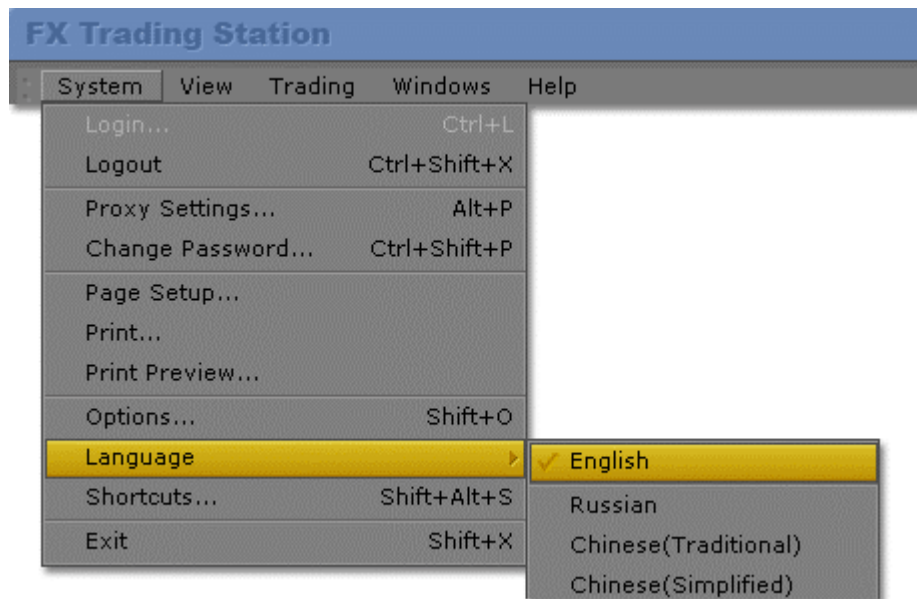 FX Trading Station
System View Trading Windows Help
Login... Ctrl+L
Logout Ctrl+Shift+X
Proxy Settings... Alt+P
Change Password... Ctrl+Shift+P
Page Setup...
Print...
Print Preview...
Options... Shift+O
Language
English
Shortcuts... Shift+Alt+S
Russian
Exit Shift+X
Chinese(Traditional)
Chinese(Simplified)